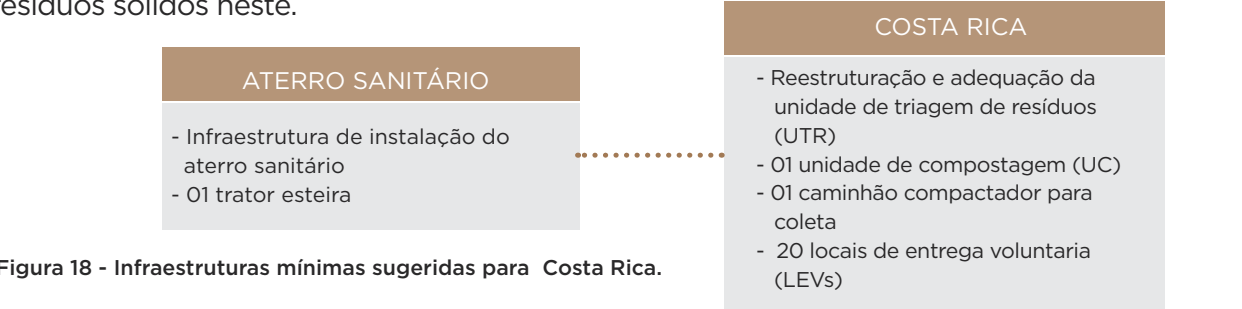 resíduos sólidos neste.
ATERRO SANITÁRIO
- Infraestrutura de instalação do
aterro sanitário
- 01 trator esteira
Figura 18 - Infraestruturas mínimas sugeridas para Costa Rica.
COSTA RICA
- Reestruturação e adequação da
unidade de triagem de resíduos
(UTR)
- 01 unidade de compostagem (UC)
- 01 caminhão compactador para
coleta
- 20 locais de entrega voluntaria
(LEVs)